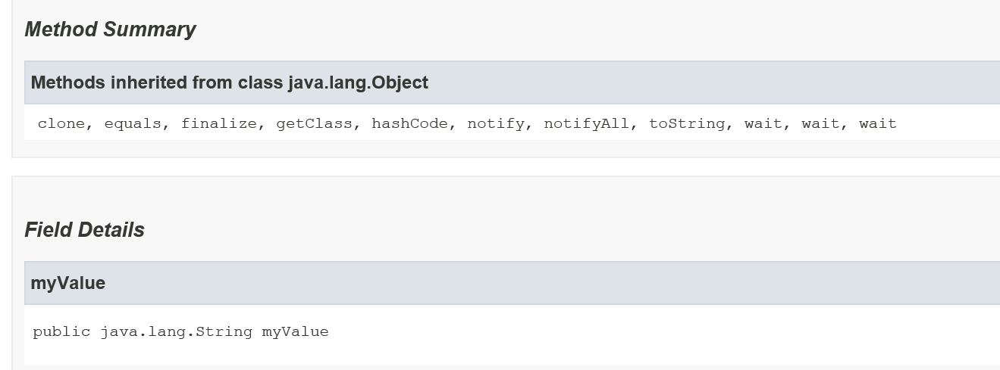 Method Summary
Methods inherited from class java.lang.Object
clone, equals, finalize, getClass, hashCode, notify, notifyAll, toString, wait, wait, wait
Field Details
myValue
public java.lang.String myValue